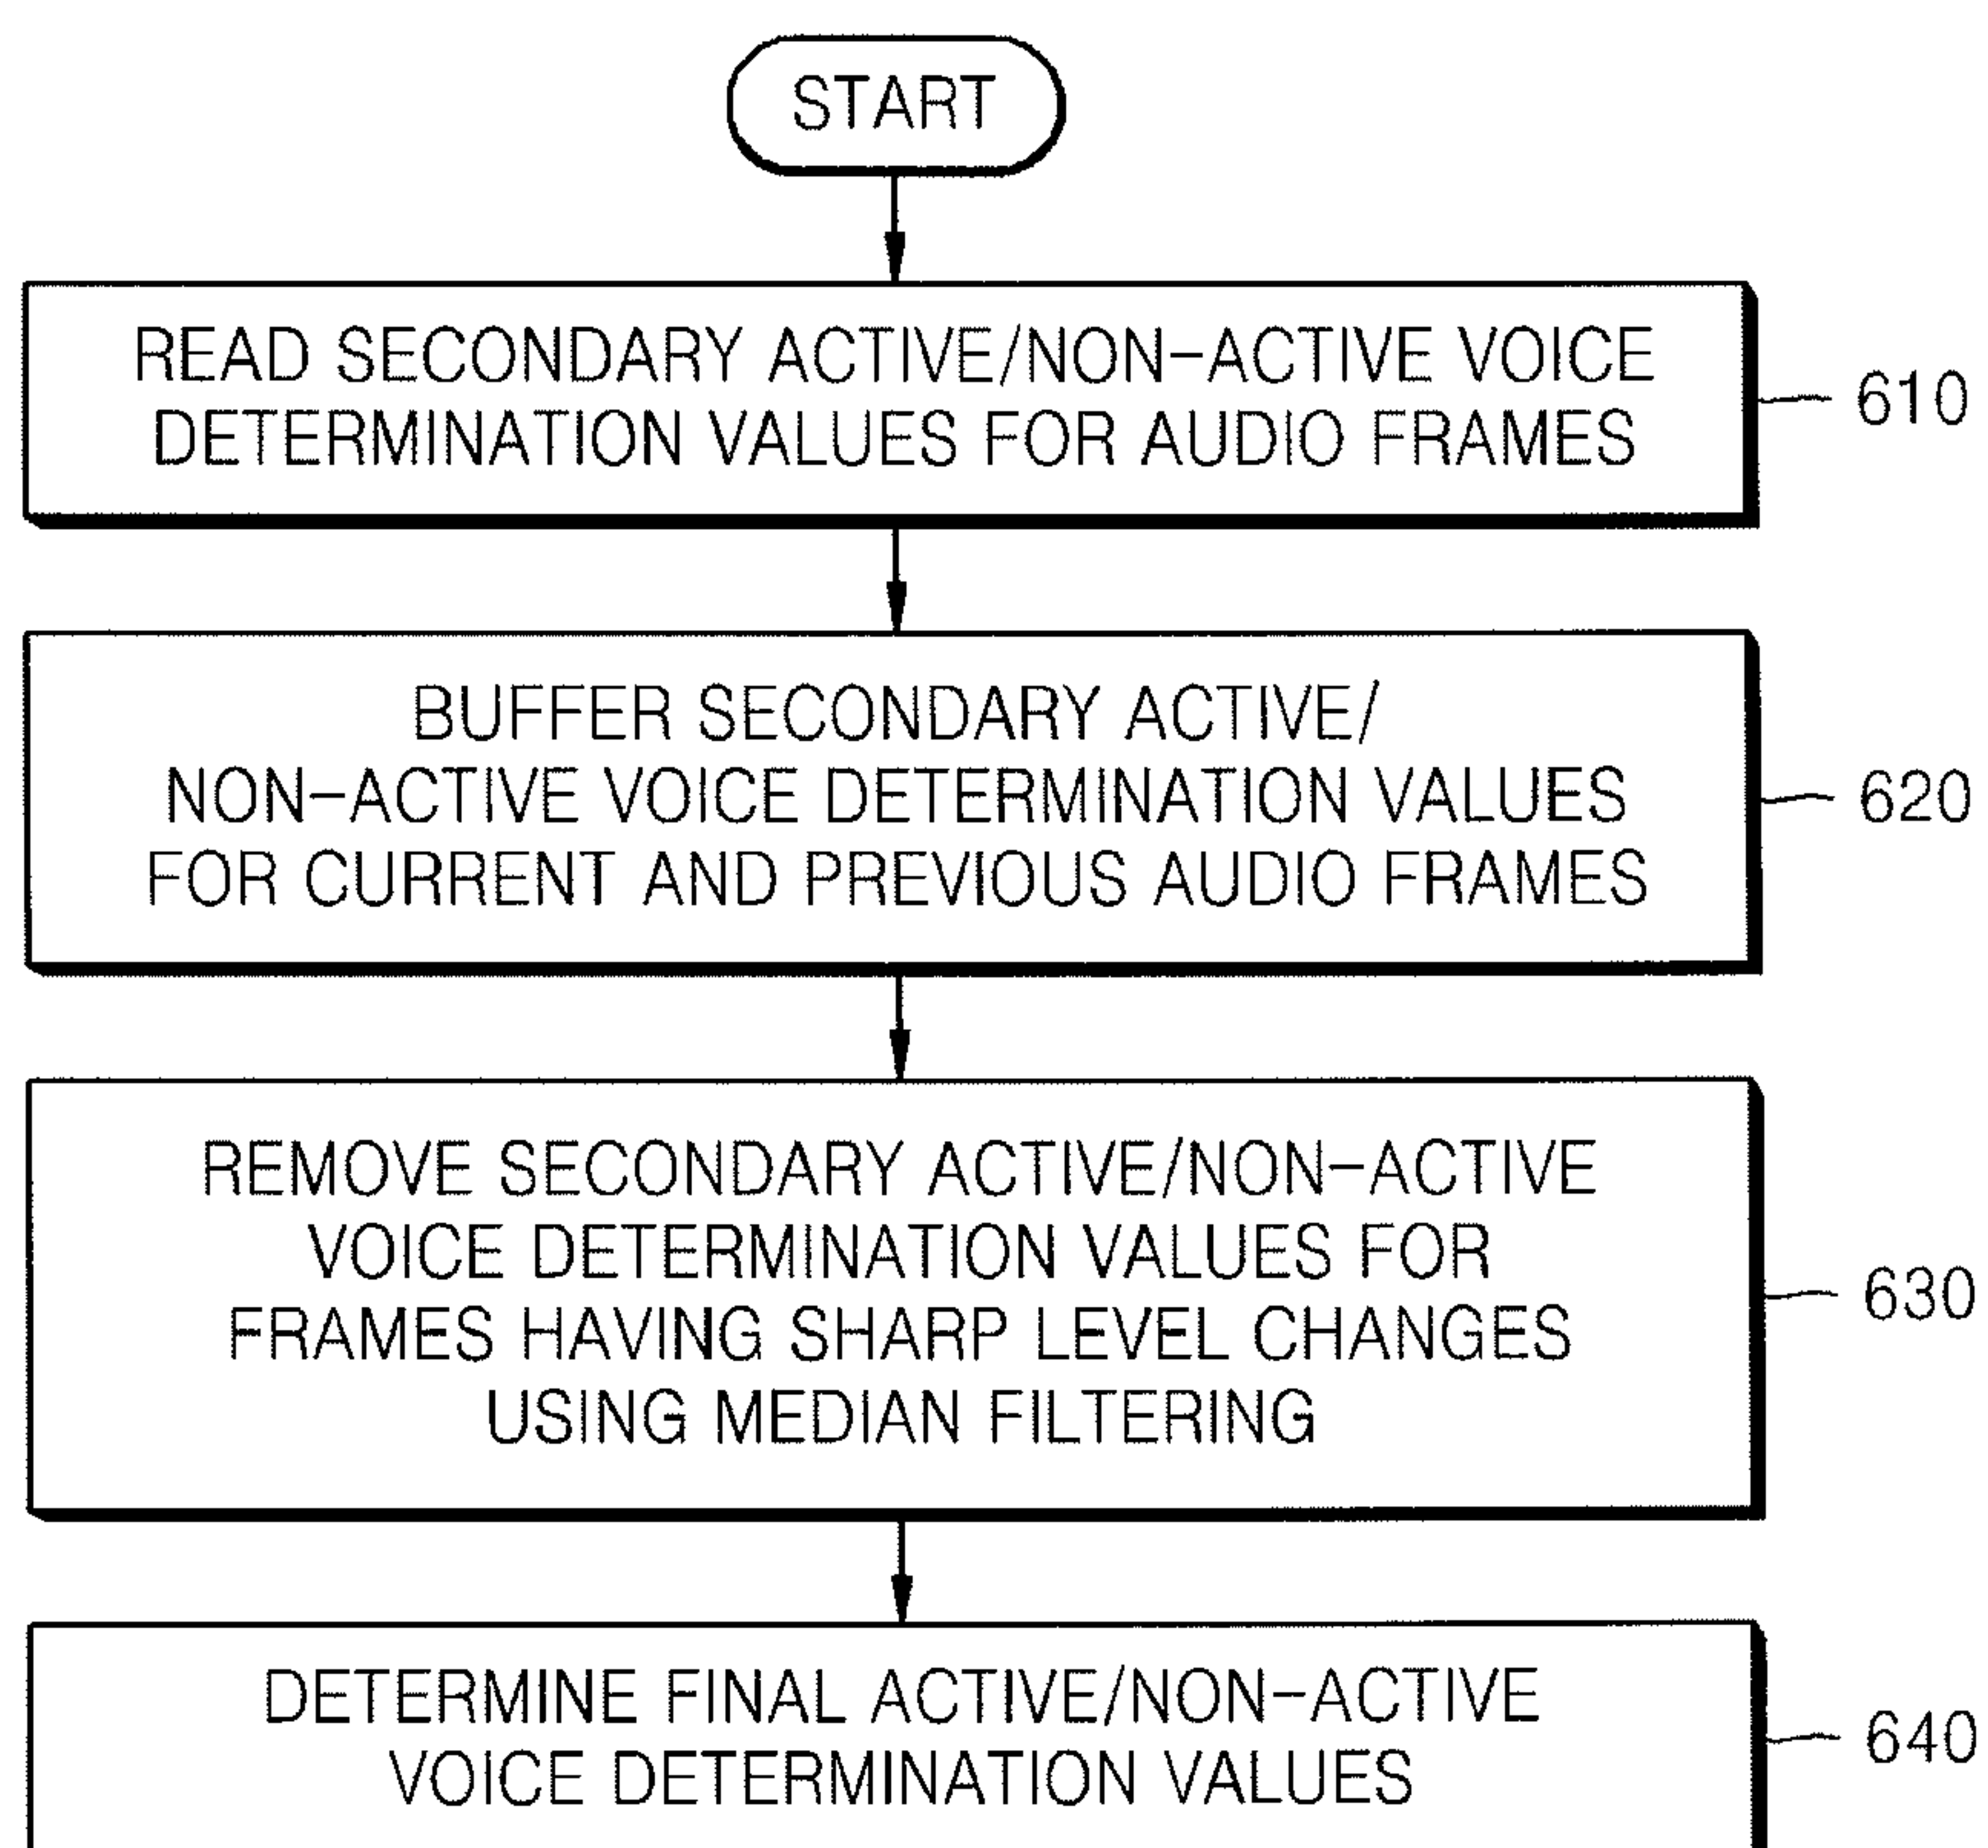 START
READ SECONDARY ACTIVE/NON-ACTIVE VOICE
DETERMINATION VALUES FOR AUDIO FRAMES
610
BUFFER SECONDARY ACTIVE/
NON-ACTIVE VOICE DETERMINATION VALUES
FOR CURRENT AND PREVIOUS AUDIO FRAMES
620
REMOVE SECONDARY ACTIVE/NON-ACTIVE
VOICE DETERMINATION VALUES FOR
FRAMES HAVING SHARP LEVEL CHANGES
USING MEDIAN FILTERING
630
DETERMINE FINAL ACTIVE/NON-ACTIVE
VOICE DETERMINATION VALUES
640